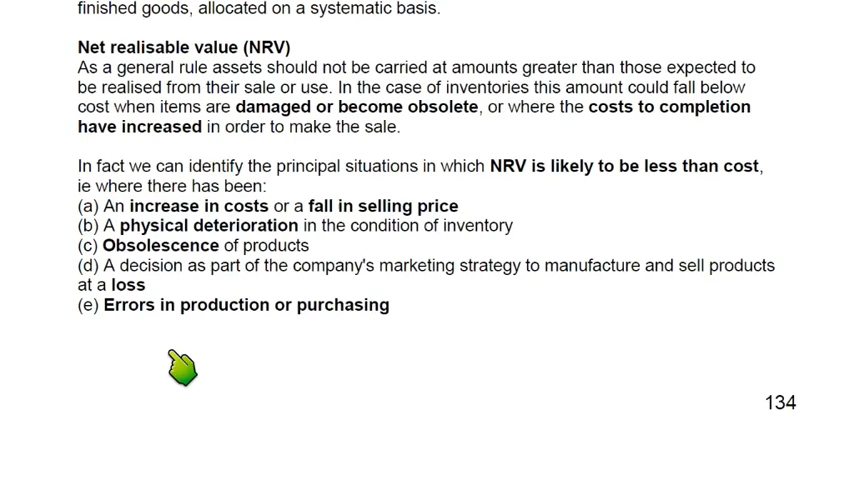 finished goods, allocated on a systematic basis.
Net realisable value (NRV)
As a general rule assets should not be carried at amounts greater than those expected to
be realised from their sale or use. In the case of inventories this amount could fall below
cost when items are damaged or become obsolete, or where the costs to completion
have increased in order to make the sale.
In fact we can identify the principal situations in which NRV is likely to be less than cost,
ie where there has been:
(a) An increase in costs or a fall in selling price
(b) A physical deterioration in the condition of inventory
(c) Obsolescence of products
(d) A decision as part of the company's marketing strategy to manufacture and sell products
at a loss
(e) Errors in production or purchasing
134